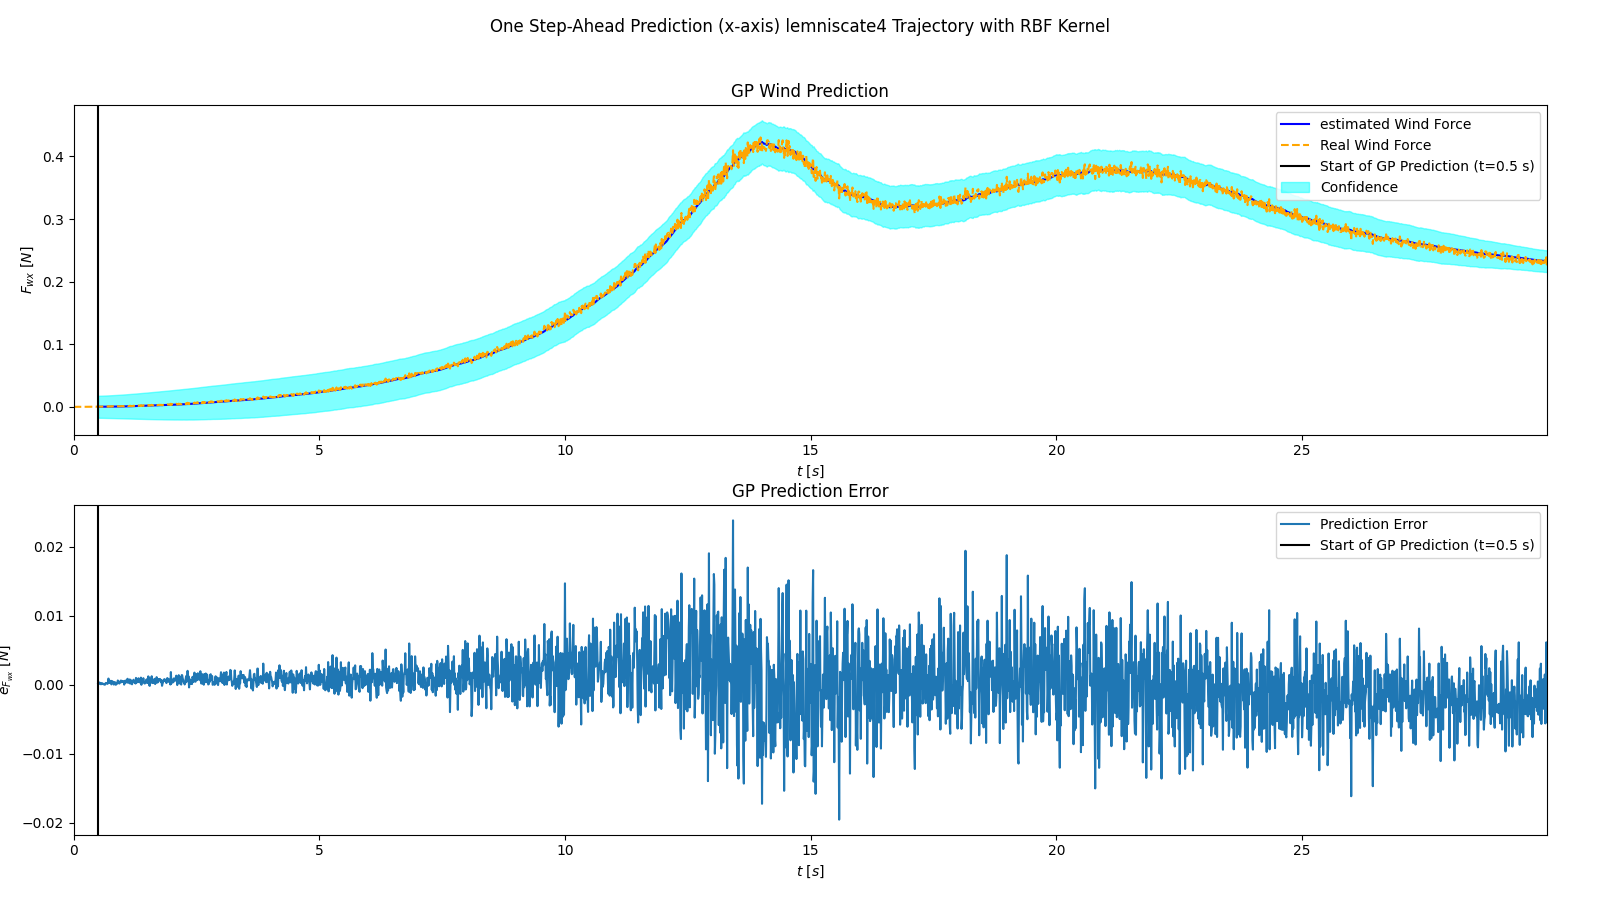 One Step-Ahead Prediction (x-axis) lemniscate4 Trajectory with RBF Kernel
GP Wind Prediction
estimated Wind Force
Real Wind Force
Start of GP Prediction (t=0.5 s)
Confidence
F_wx [N]
0.4
0.3
0.2
0.1
0.0
0 5 10 15 20 25
t [s]
GP Prediction Error
Prediction Error
Start of GP Prediction (t=0.5 s)
e_F_wx [N]
0.02
0.01
0.00
−0.01
−0.02
0 5 10 15 20 25
t [s]